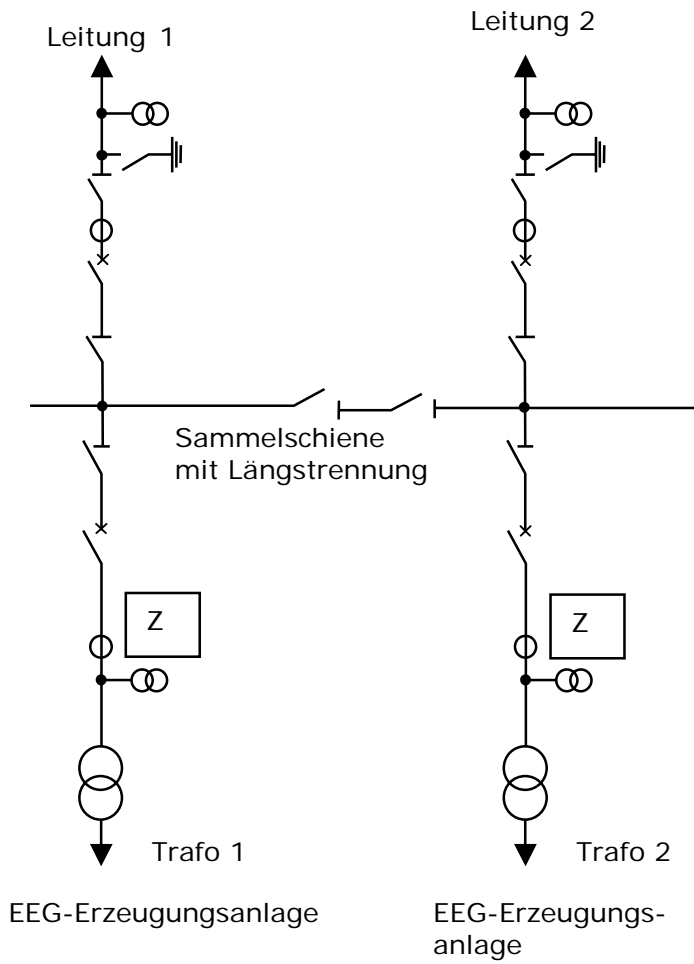 Leitung 1
Leitung 2
Sammelschiene
mit Längstrennung
Z
Z
Trafo 1
Trafo 2
EEG-Erzeugungsanlage
EEG-Erzeugungs-
anlage